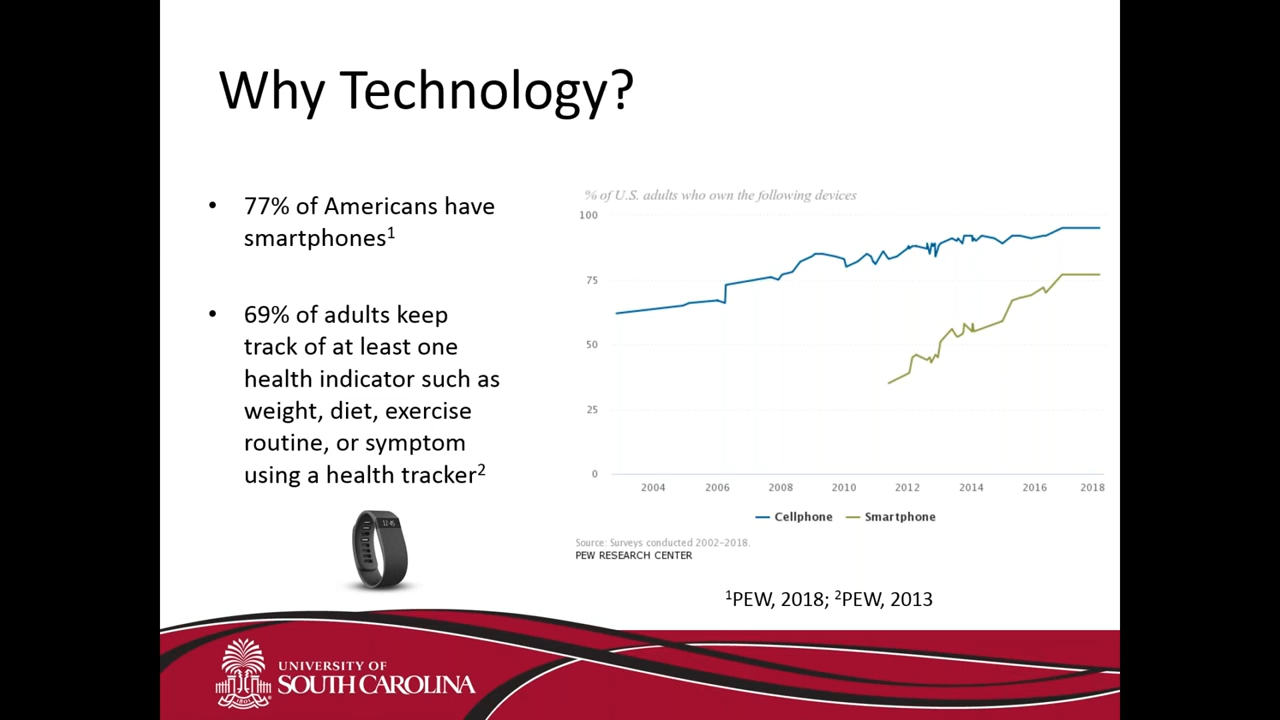 Why Technology?
• 77% of Americans have
smartphones¹
• 69% of adults keep
track of at least one
health indicator such as
weight, diet, exercise
routine, or symptom
using a health tracker²
% of U.S. adults who own the following devices
100
75
50
25
0
2004 2006 2008 2010 2012 2014 2016 2018
Cellphone Smartphone
Source: Surveys conducted 2002-2018.
PEW RESEARCH CENTER
12:45
¹PEW, 2018; ²PEW, 2013
UNIVERSITY OF
SOUTH CAROLINA
1801